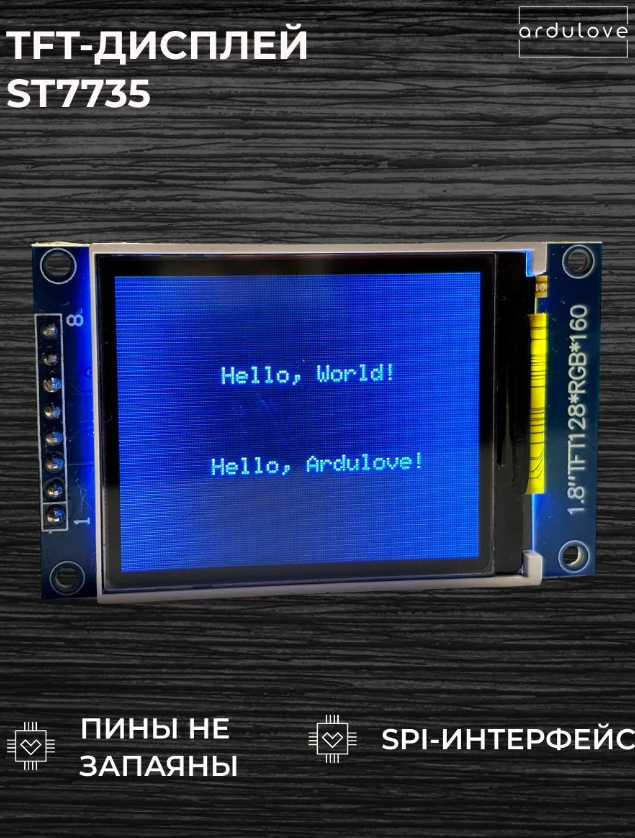 TFT-ДИСПЛЕЙ
ST7735
ardulove
8
Hello, World!
Hello, Ardulove!
1
1.8''TFT128*RGB*160
ПИНЫ НЕ
ЗАПАЯНЫ
SPI-ИНТЕРФЕЙС